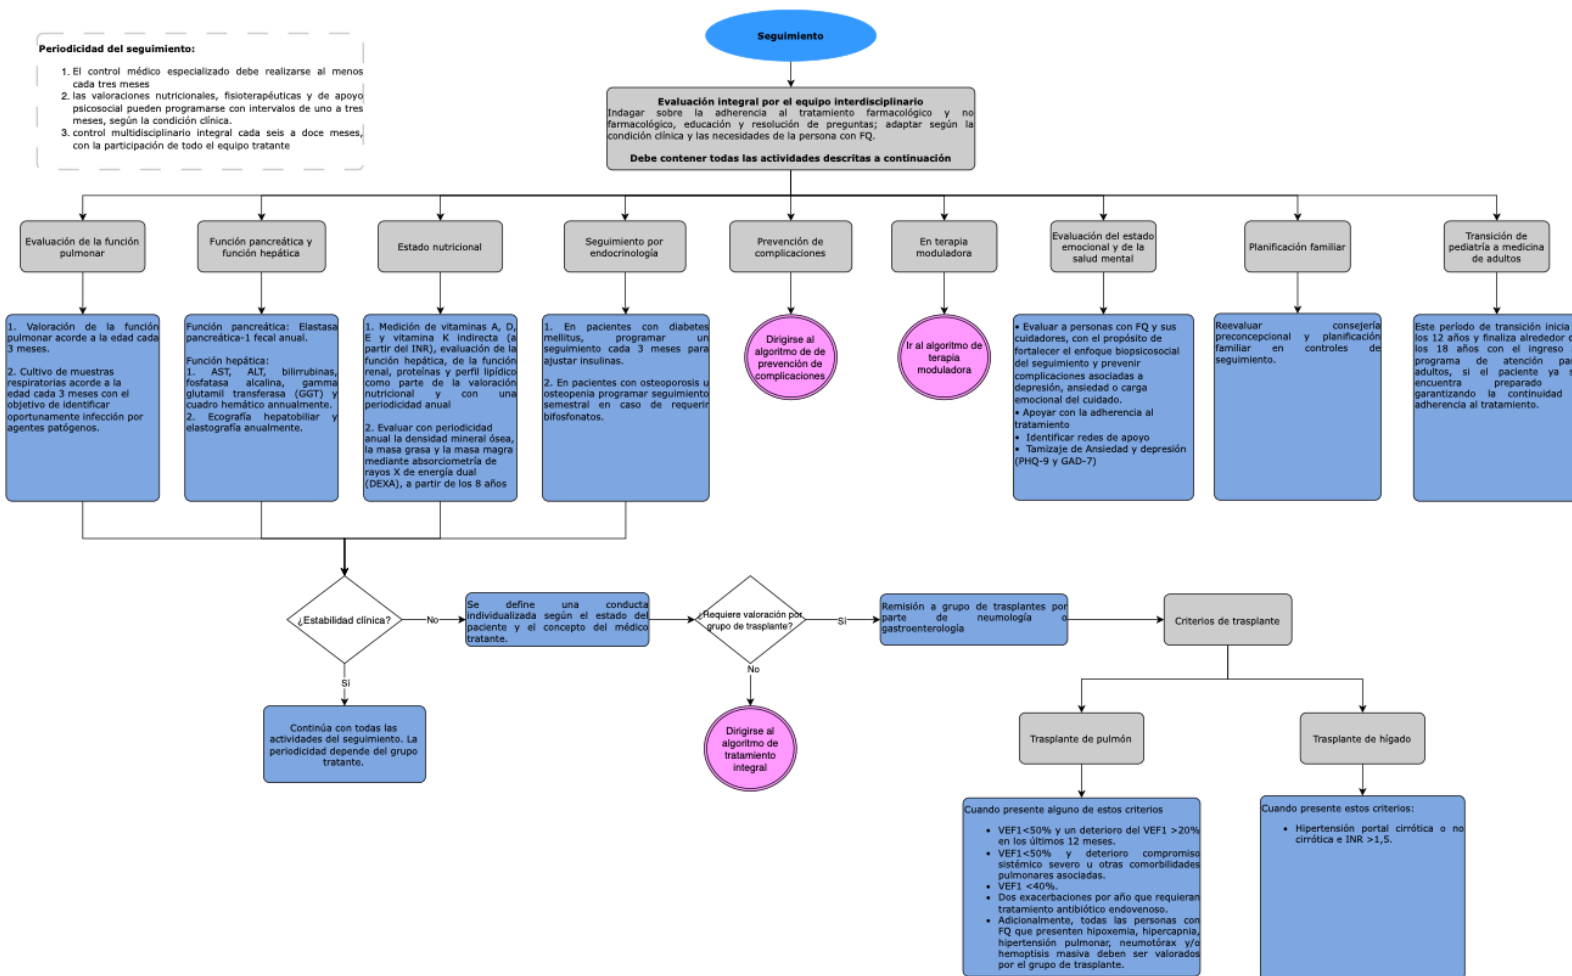 Seguimiento
Periodicidad del seguimiento:
1. El control médico especializado debe realizarse al menos
cada tres meses
2. las valoraciones nutricionales, fisioterapéuticas y de apoyo
psicosocial pueden programarse con intervalos de uno a tres
meses, según la condición clínica.
3. control multidisciplinario integral cada seis a doce meses,
con la participación de todo el equipo tratante
Evaluación integral por el equipo interdisciplinario
Indagar sobre la adherencia al tratamiento farmacológico y no
farmacológico, educación y resolución de preguntas; adaptar según la
condición clínica y las necesidades de la persona con FQ.
Debe contener todas las actividades descritas a continuación
Evaluación de la función
pulmonar
Función pancreática y
función hepática
Estado nutricional
Seguimiento por
endocrinología
Prevención de
complicaciones
En terapia
moduladora
Evaluación del estado
emocional y de la
salud mental
Planificación familiar
Transición de
pediatría a medicina
de adultos
1. Valoración de la función
pulmonar acorde a la edad cada
3 meses.
2. Cultivo de muestras
respiratorias acorde a la
edad cada 3 meses con el
objetivo de identificar
oportunamente infección por
agentes patógenos.
Función pancreática: Elastasa
pancreática-1 fecal anual.
Función hepática:
1. AST, ALT, bilirrubinas,
fosfatasa alcalina, gamma
glutamil transferasa (GGT) y
cuadro hemático annualmente.
2. Ecografía hepatobiliar y
elastografía anualmente.
1. Medición de vitaminas A, D,
E y vitamina K indirecta (a
partir del INR), evaluación de la
función hepática, de la función
renal, proteínas y perfil lipídico
como parte de la valoración
nutricional y con una
periodicidad anual
2. Evaluar con periodicidad
anual la densidad mineral ósea,
la masa grasa y la masa magra
mediante absorciometría de
rayos X de energía dual
(DEXA), a partir de los 8 años
1. En pacientes con diabetes
mellitus, programar un
seguimiento cada 3 meses para
ajustar insulinas.
2. En pacientes con osteoporosis u
osteopenia programar seguimiento
semestral en caso de requerir
bifosfonatos.
Dirigirse al
algoritmo de de
prevención de
complicaciones
Ir al algoritmo de
terapia
moduladora
• Evaluar a personas con FQ y sus
cuidadores, con el propósito de
fortalecer el enfoque biopsicosocial
del seguimiento y prevenir
complicaciones asociadas a
depresión, ansiedad o carga
emocional del cuidado.
• Apoyar con la adherencia al
tratamiento
• Identificar redes de apoyo
• Tamizaje de Ansiedad y depresión
(PHQ-9 y GAD-7)
Reevaluar consejería
preconcepcional y planificación
familiar en controles de
seguimiento.
Este período de transición inicia
los 12 años y finaliza alrededor
los 18 años con el ingreso
programa de atención
adultos, si el paciente ya
encuentra preparado
garantizando la continuidad
adherencia al tratamiento.
¿Estabilidad clínica?
No
Se define una conducta
individualizada según el estado del
paciente y el concepto del médico
tratante.
¿Requiere valoración por
grupo de trasplante?
Sí
Remisión a grupo de trasplantes por
parte de neumología o
gastroenterología
Criterios de trasplante
Sí
No
Continúa con todas las
actividades del seguimiento. La
periodicidad depende del grupo
tratante.
Dirigirse al
algoritmo de
tratamiento
integral
Trasplante de pulmón
Trasplante de hígado
Cuando presente alguno de estos criterios
• VEF1<50% y un deterioro del VEF1 >20%
en los últimos 12 meses.
• VEF1<50% y deterioro compromiso
sistémico severo u otras comorbilidades
pulmonares asociadas.
• VEF1 <40%.
• Dos exacerbaciones por año que requieran
tratamiento antibiótico endovenoso.
• Adicionalmente, todas las personas con
FQ que presenten hipoxemia, hipercapnia,
hipertensión pulmonar, neumotórax y/o
hemoptisis masiva deben ser valorados
por el grupo de trasplante.
Cuando presente estos criterios:
• Hipertensión portal cirrótica o no
cirrótica e INR >1,5.